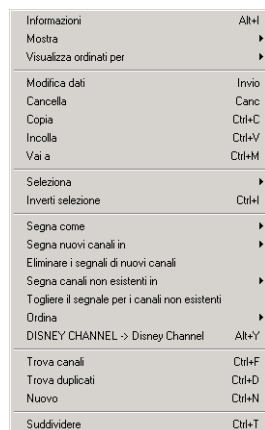 Informazioni Alt+I
Mostra
Visualizza ordinati per
Modifica dati Invio
Cancella Canc
Copia Ctrl+C
Incolla Ctrl+V
Vai a Ctrl+M
Seleziona
Inverti selezione Ctrl+I
Segna come
Segna nuovi canali in
Eliminare i segnali di nuovi canali
Segna canali non esistenti in
Togliere il segnale per i canali non esistenti
Ordina
DISNEY CHANNEL -> Disney Channel Alt+Y
Trova canali Ctrl+F
Trova duplicati Ctrl+D
Nuovo Ctrl+N
Suddividere Ctrl+T